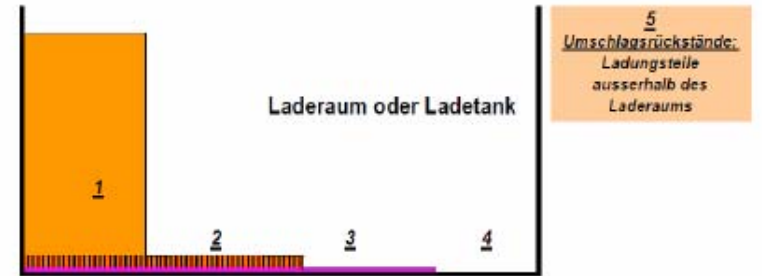 5
Umschlagsrückstände:
Ladungsteile
ausserhalb des
Laderaums
Laderaum oder Ladetank
1
2
3
4